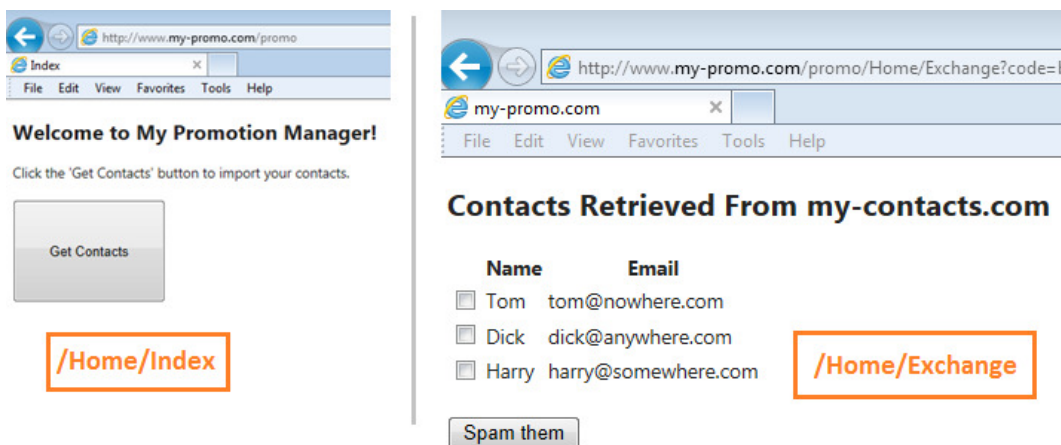 http://www.my-promo.com/promo
Index
File Edit View Favorites Tools Help
Welcome to My Promotion Manager!
Click the 'Get Contacts' button to import your contacts.
Get Contacts
/Home/Index
http://www.my-promo.com/promo/Home/Exchange?code=
my-promo.com
File Edit View Favorites Tools Help
Contacts Retrieved From my-contacts.com
Name Email
Tom tom@nowhere.com
Dick dick@anywhere.com
Harry harry@somewhere.com
/Home/Exchange
Spam them